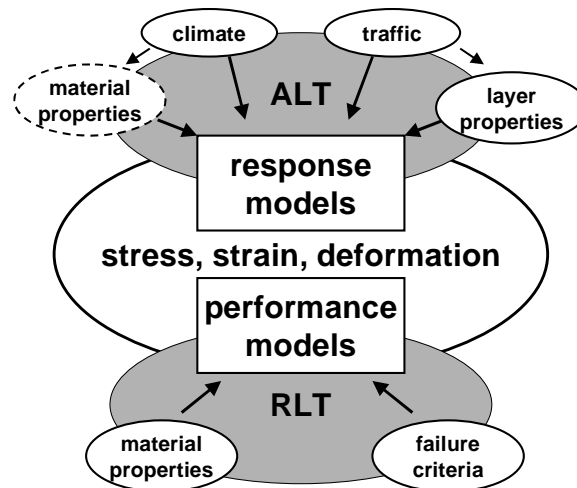 climate
traffic
material
properties
ALT
layer
properties
response
models
stress, strain, deformation
performance
models
RLT
material
properties
failure
criteria